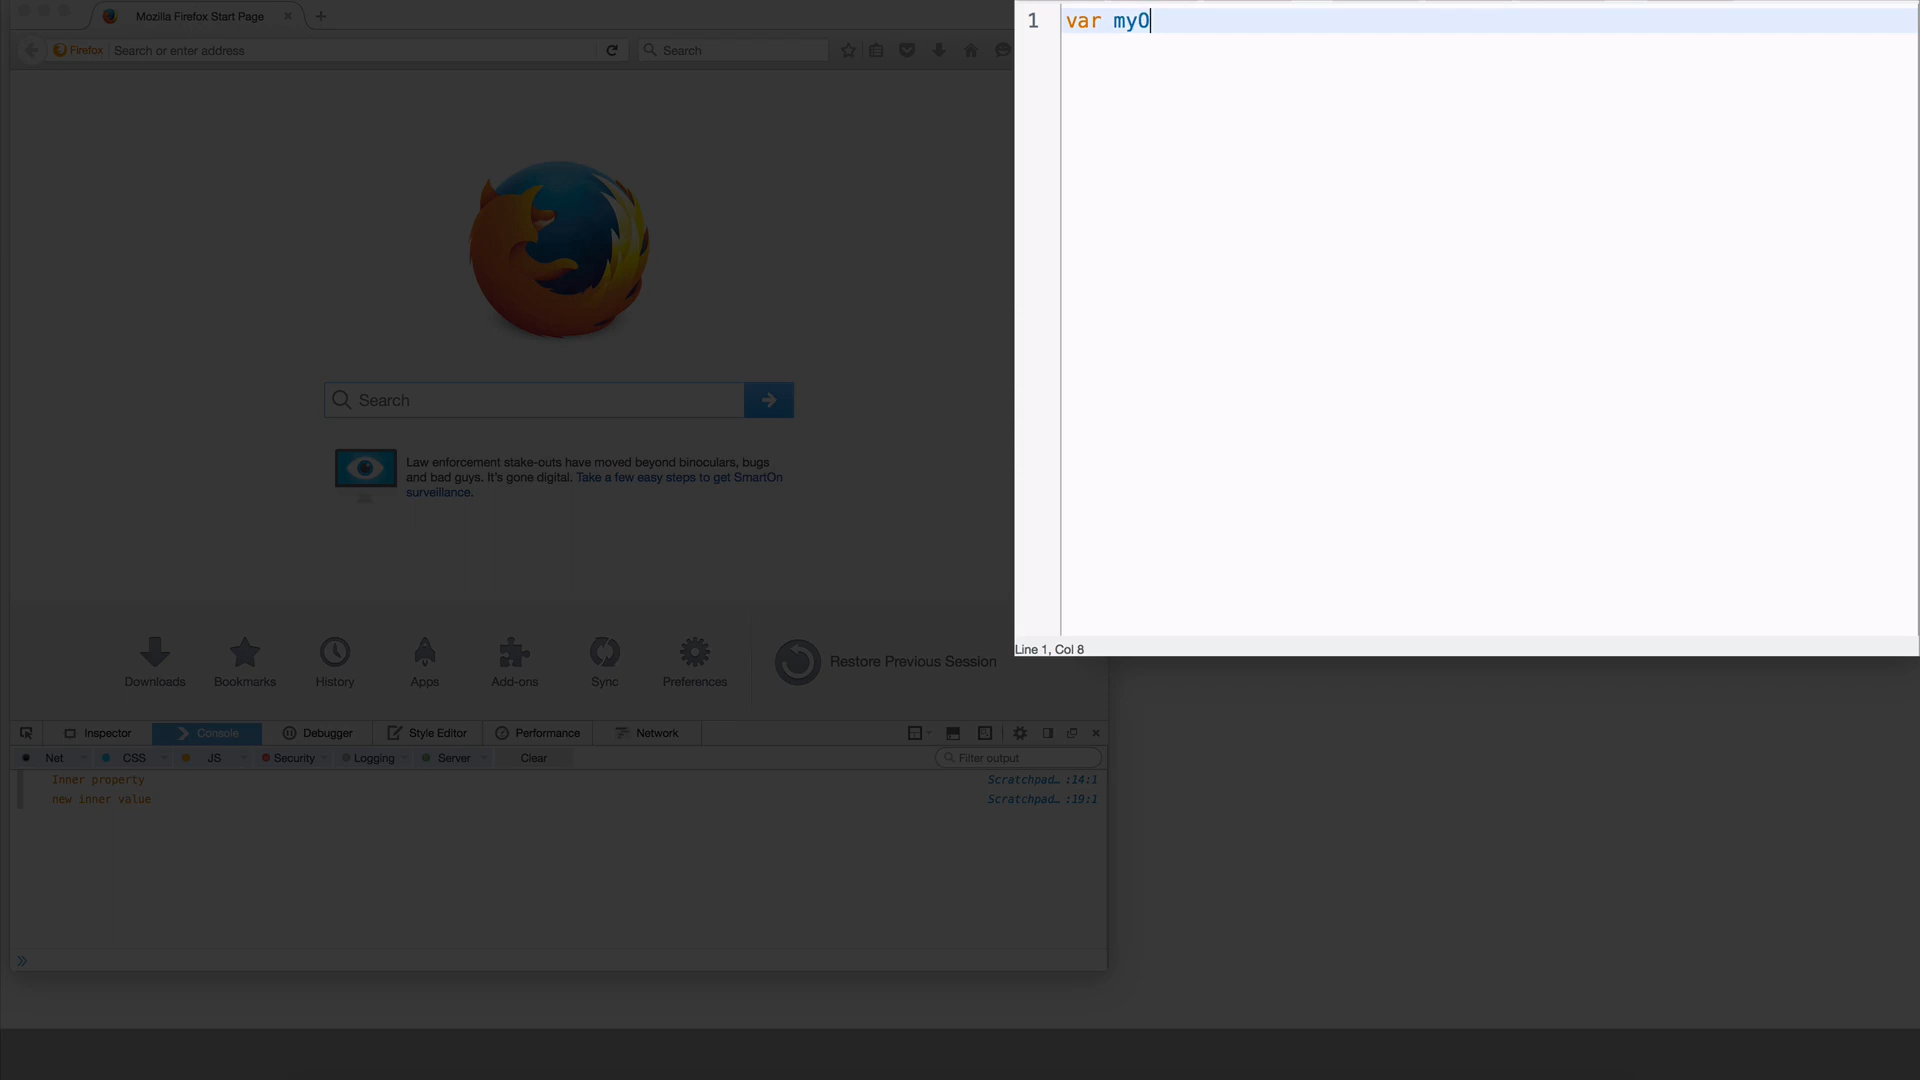 Mozilla Firefox Start Page
Firefox Search or enter address
Search
1 var myO
Search
Law enforcement stake-outs have moved beyond binoculars, bugs
and bad guys. It's gone digital. Take a few easy steps to get SmartOn
surveillance.
Downloads Bookmarks History Apps Add-ons Sync Preferences Restore Previous Session
Line 1, Col 8
Inspector Console Debugger Style Editor Performance Network
Net CSS JS Security Logging Server Clear Filter output
Inner property Scratchpad… :14:1
new inner value Scratchpad… :19:1